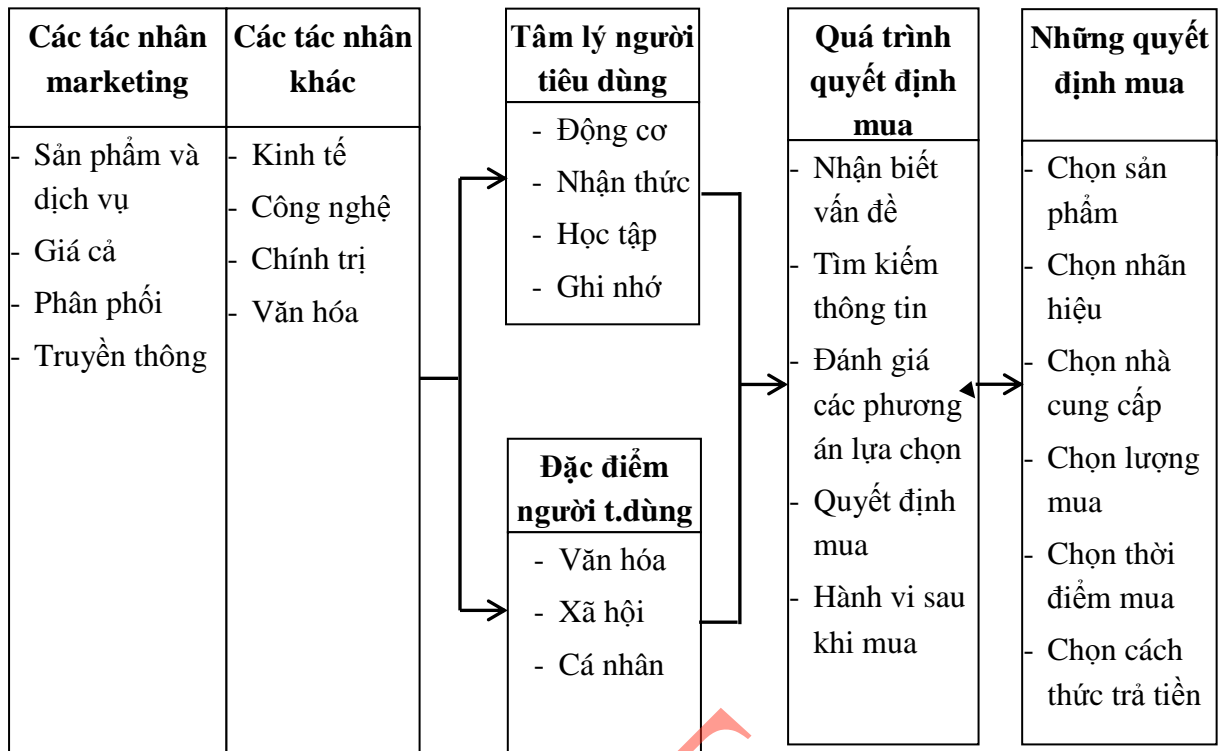 Các tác nhân
marketing
- Sản phẩm và
dịch vụ
- Giá cả
- Phân phối
- Truyền thông
Các tác nhân
khác
- Kinh tế
- Công nghệ
- Chính trị
- Văn hóa
Tâm lý người
tiêu dùng
- Động cơ
- Nhận thức
- Học tập
- Ghi nhớ
Đặc điểm
người t.dùng
- Văn hóa
- Xã hội
- Cá nhân
Quá trình
quyết định
mua
- Nhận biết
vấn đề
- Tìm kiếm
thông tin
- Đánh giá
các phương
án lựa chọn
- Quyết định
mua
- Hành vi sau
khi mua
Những quyết
định mua
- Chọn sản
phẩm
- Chọn nhãn
hiệu
- Chọn nhà
cung cấp
- Chọn lượng
mua
- Chọn thời
điểm mua
- Chọn cách
thức trả tiền